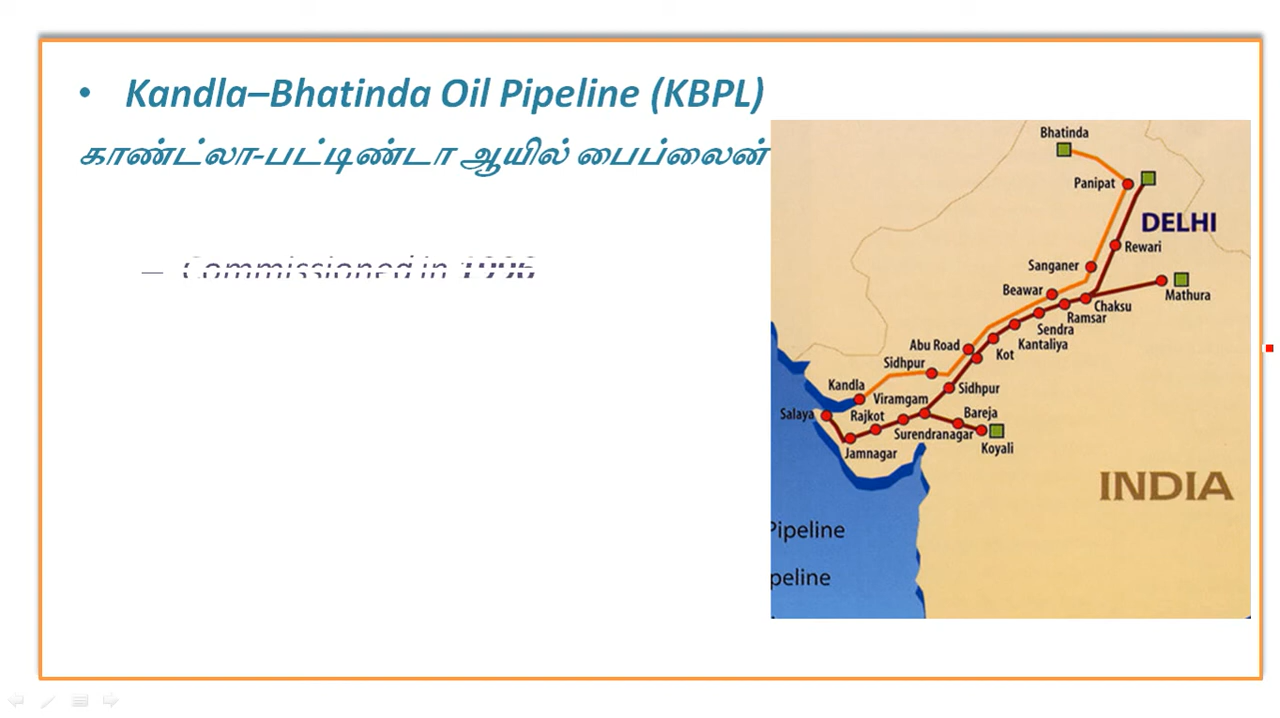 Kandla–Bhatinda Oil Pipeline (KBPL)
காண்ட்லா-பட்டிண்டா ஆயில் பைப்லைன்
– Commissioned in 1996
Bhatinda
Panipat
DELHI
Rewari
Sanganer
Beawar
Mathura
Chaksu
Ramsar
Sendra
Kantaliya
Abu Road
Kot
Sidhpur
Kandla
Sidhpur
Viramgam
Salaya
Rajkot
Bareja
Surendranagar
Koyali
Jamnagar
INDIA
Pipeline
peline